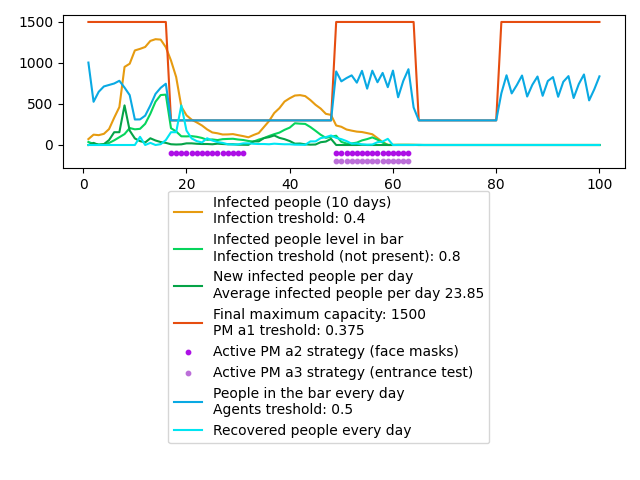 1500
1000
500
0
0 20 40 60 80 100
Infected people (10 days)
Infection treshold: 0.4
Infected people level in bar
Infection treshold (not present): 0.8
New infected people per day
Average infected people per day 23.85
Final maximum capacity: 1500
PM a1 treshold: 0.375
Active PM a2 strategy (face masks)
Active PM a3 strategy (entrance test)
People in the bar every day
Agents treshold: 0.5
Recovered people every day